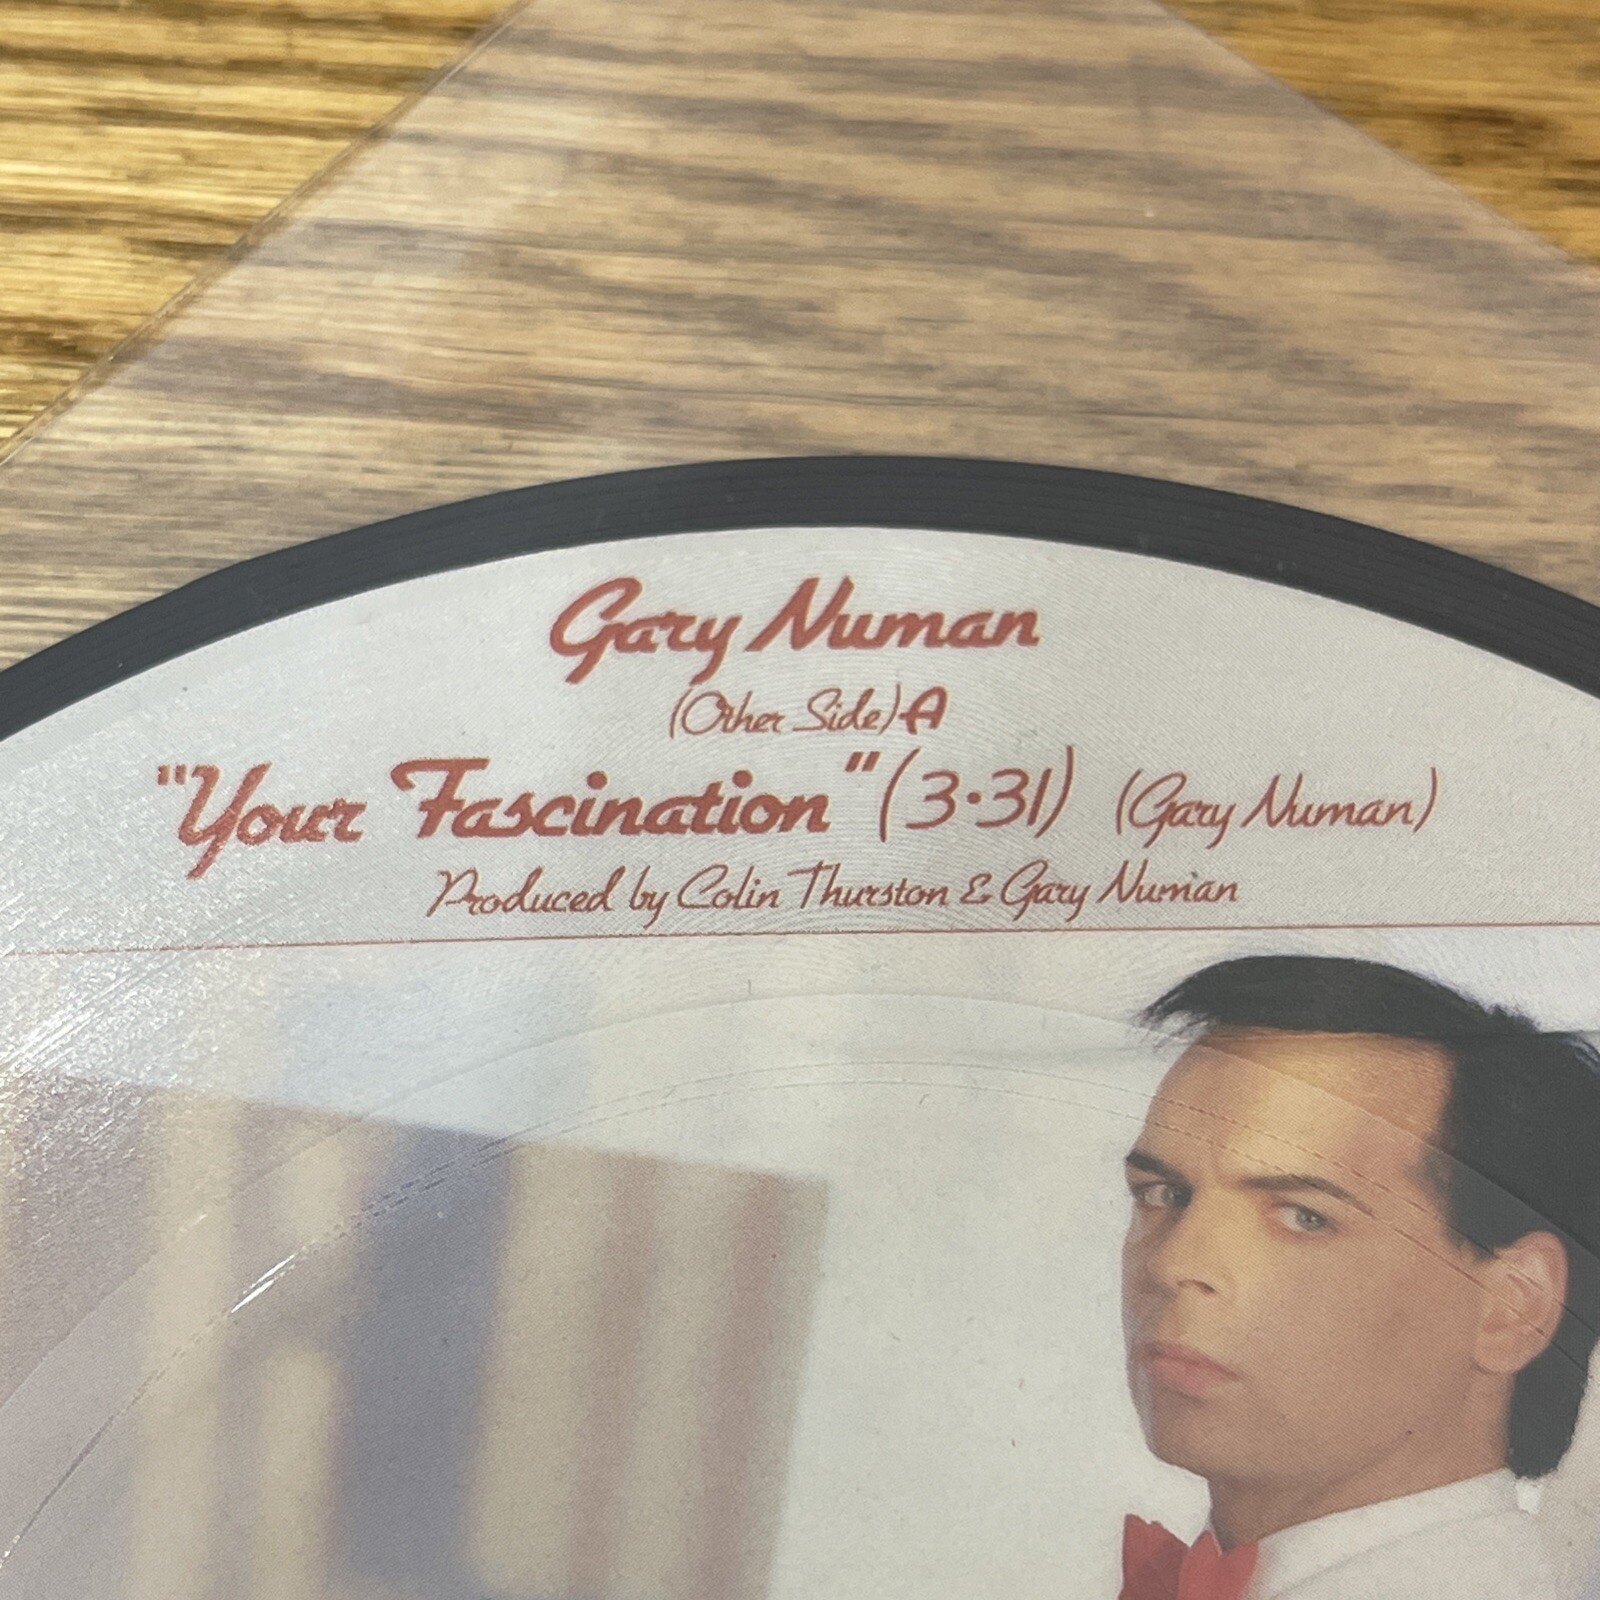 Gary Numan
(Other Side) A
"Your Fascination" (3·31) (Gary Numan)
Produced by Colin Thurston & Gary Numan